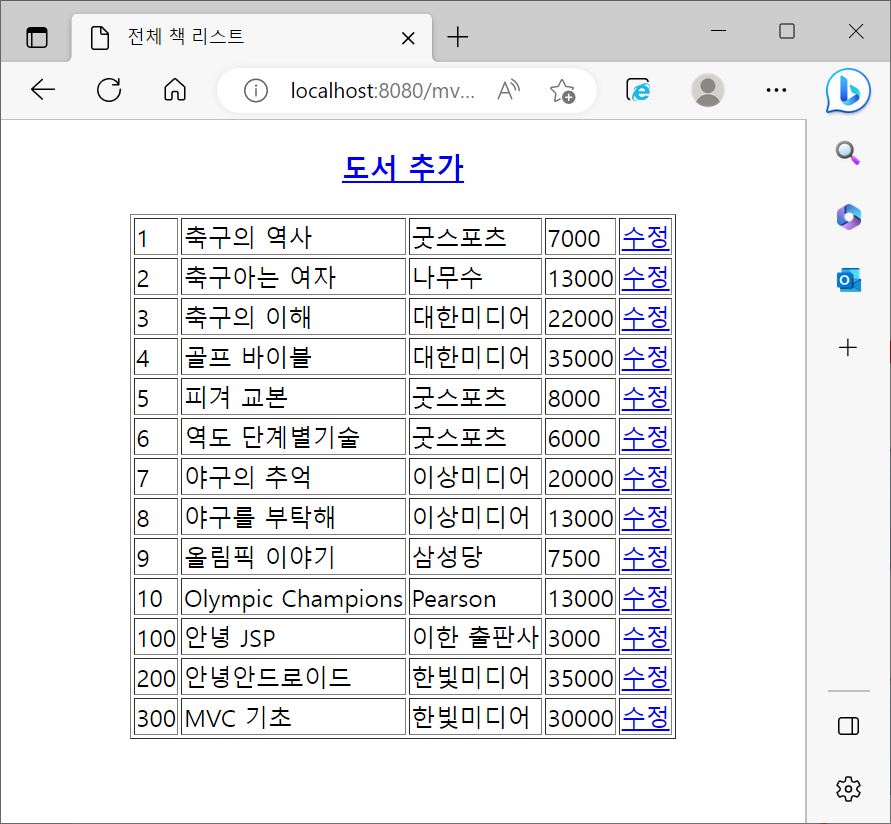 전체 책 리스트
localhost:8080/mv...
도서 추가
1 축구의 역사 굿스포츠 7000 수정
2 축구아는 여자 나무수 13000 수정
3 축구의 이해 대한미디어 22000 수정
4 골프 바이블 대한미디어 35000 수정
5 피겨 교본 굿스포츠 8000 수정
6 역도 단계별기술 굿스포츠 6000 수정
7 야구의 추억 이상미디어 20000 수정
8 야구를 부탁해 이상미디어 13000 수정
9 올림픽 이야기 삼성당 7500 수정
10 Olympic Champions Pearson 13000 수정
100 안녕 JSP 이한 출판사 3000 수정
200 안녕안드로이드 한빛미디어 35000 수정
300 MVC 기초 한빛미디어 30000 수정